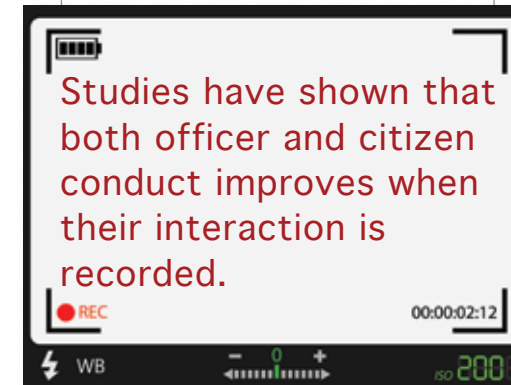 Studies have shown that
both officer and citizen
conduct improves when
their interaction is
recorded.
REC 00:00:02:12
WB - 0 + ISO 200